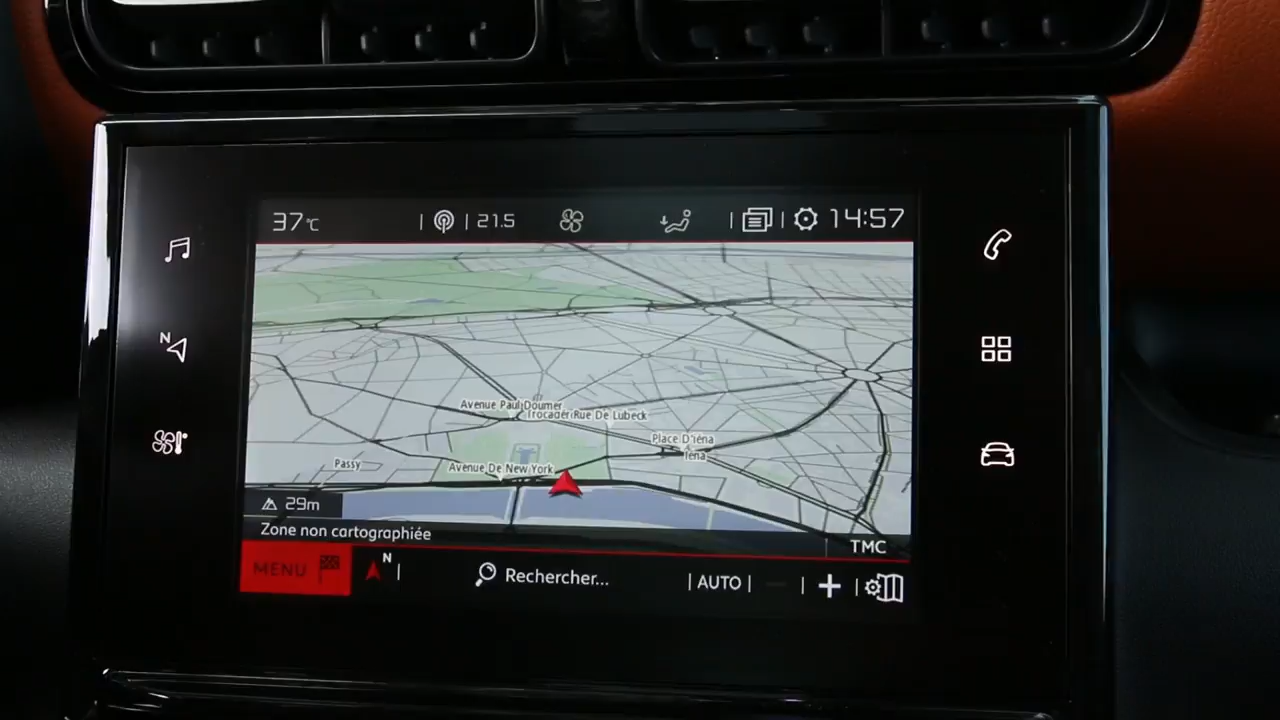 37°C | | 21.5 | | 14:57
N
Avenue Paul Doumer
Trocadér Rue De Lubeck
Place D'Iéna
Iéna
Passy
Avenue De New York
29m
Zone non cartographiée
TMC
MENU N | Rechercher... | AUTO | - | + |